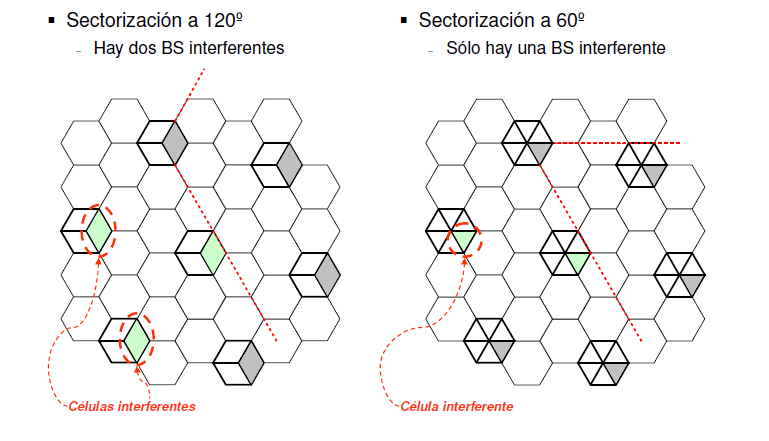 ▪ Sectorización a 120º
– Hay dos BS interferentes
▪ Sectorización a 60º
– Sólo hay una BS interferente
Células interferentes
Célula interferente